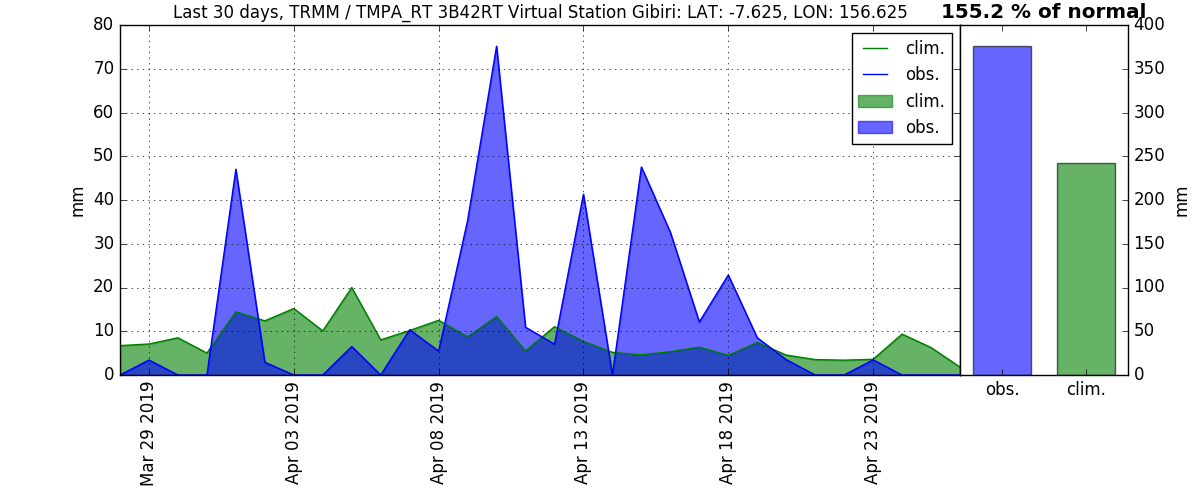 Last 30 days, TRMM / TMPA_RT 3B42RT Virtual Station Gibiri: LAT: -7.625, LON: 156.625
155.2 % of normal
80
70
60
50
40
30
20
10
0
mm
clim.
obs.
clim.
obs.
Mar 29 2019
Apr 03 2019
Apr 08 2019
Apr 13 2019
Apr 18 2019
Apr 23 2019
400
350
300
250
200
150
100
50
0
mm
obs.
clim.